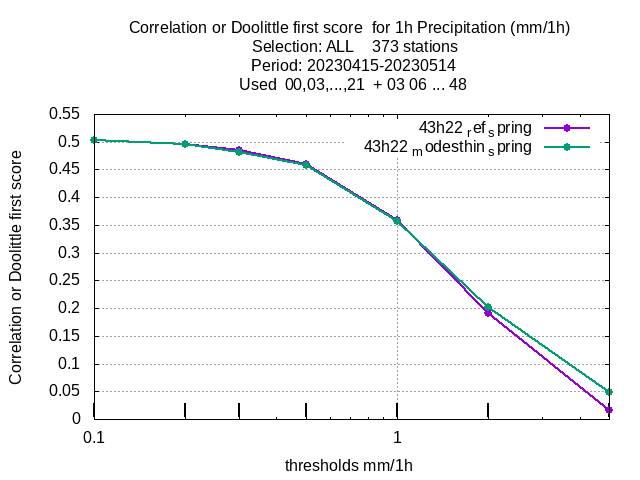 Correlation or Doolittle first score  for 1h Precipitation (mm/1h)
Selection: ALL    373 stations
Period: 20230415-20230514
Used  00,03,...,21  + 03 06 ... 48
43h22 ref spring
43h22 modesthin spring
Correlation or Doolittle first score
0.55
0.5
0.45
0.4
0.35
0.3
0.25
0.2
0.15
0.1
0.05
0
0.1
1
thresholds mm/1h